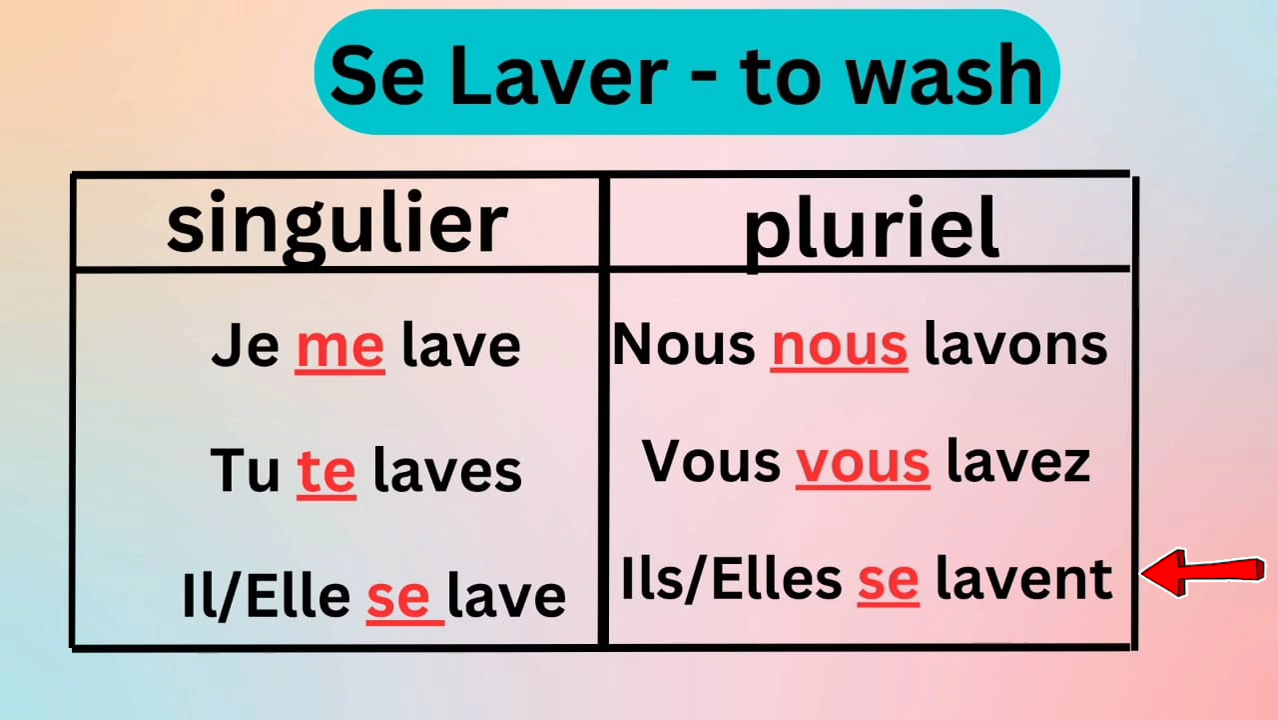 Se Laver - to wash
singulier
pluriel
Je me lave
Nous nous lavons
Tu te laves
Vous vous lavez
Il/Elle se lave
Ils/Elles se lavent